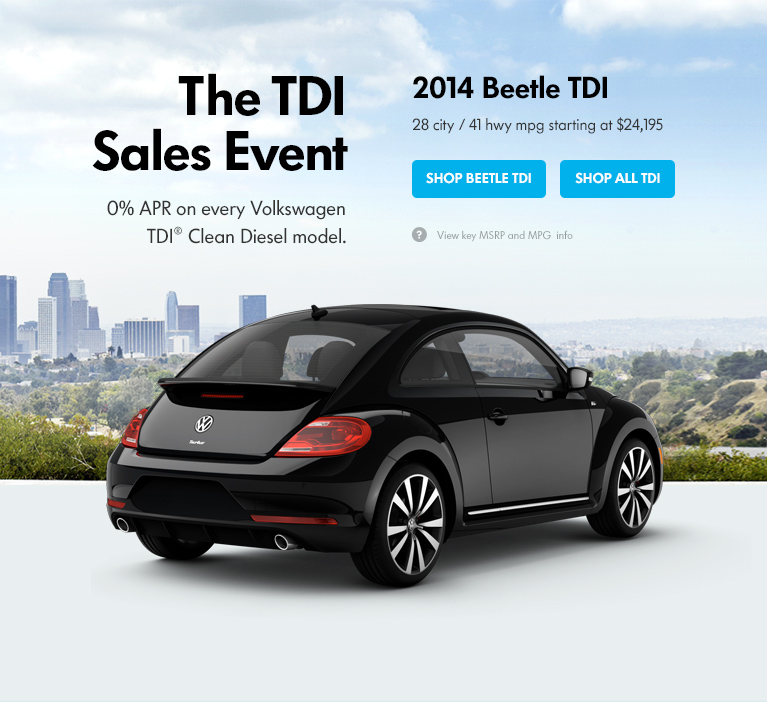 The TDI
Sales Event
0% APR on every Volkswagen
TDI® Clean Diesel model.
2014 Beetle TDI
28 city / 41 hwy mpg starting at $24,195
SHOP BEETLE TDI
SHOP ALL TDI
? View key MSRP and MPG info